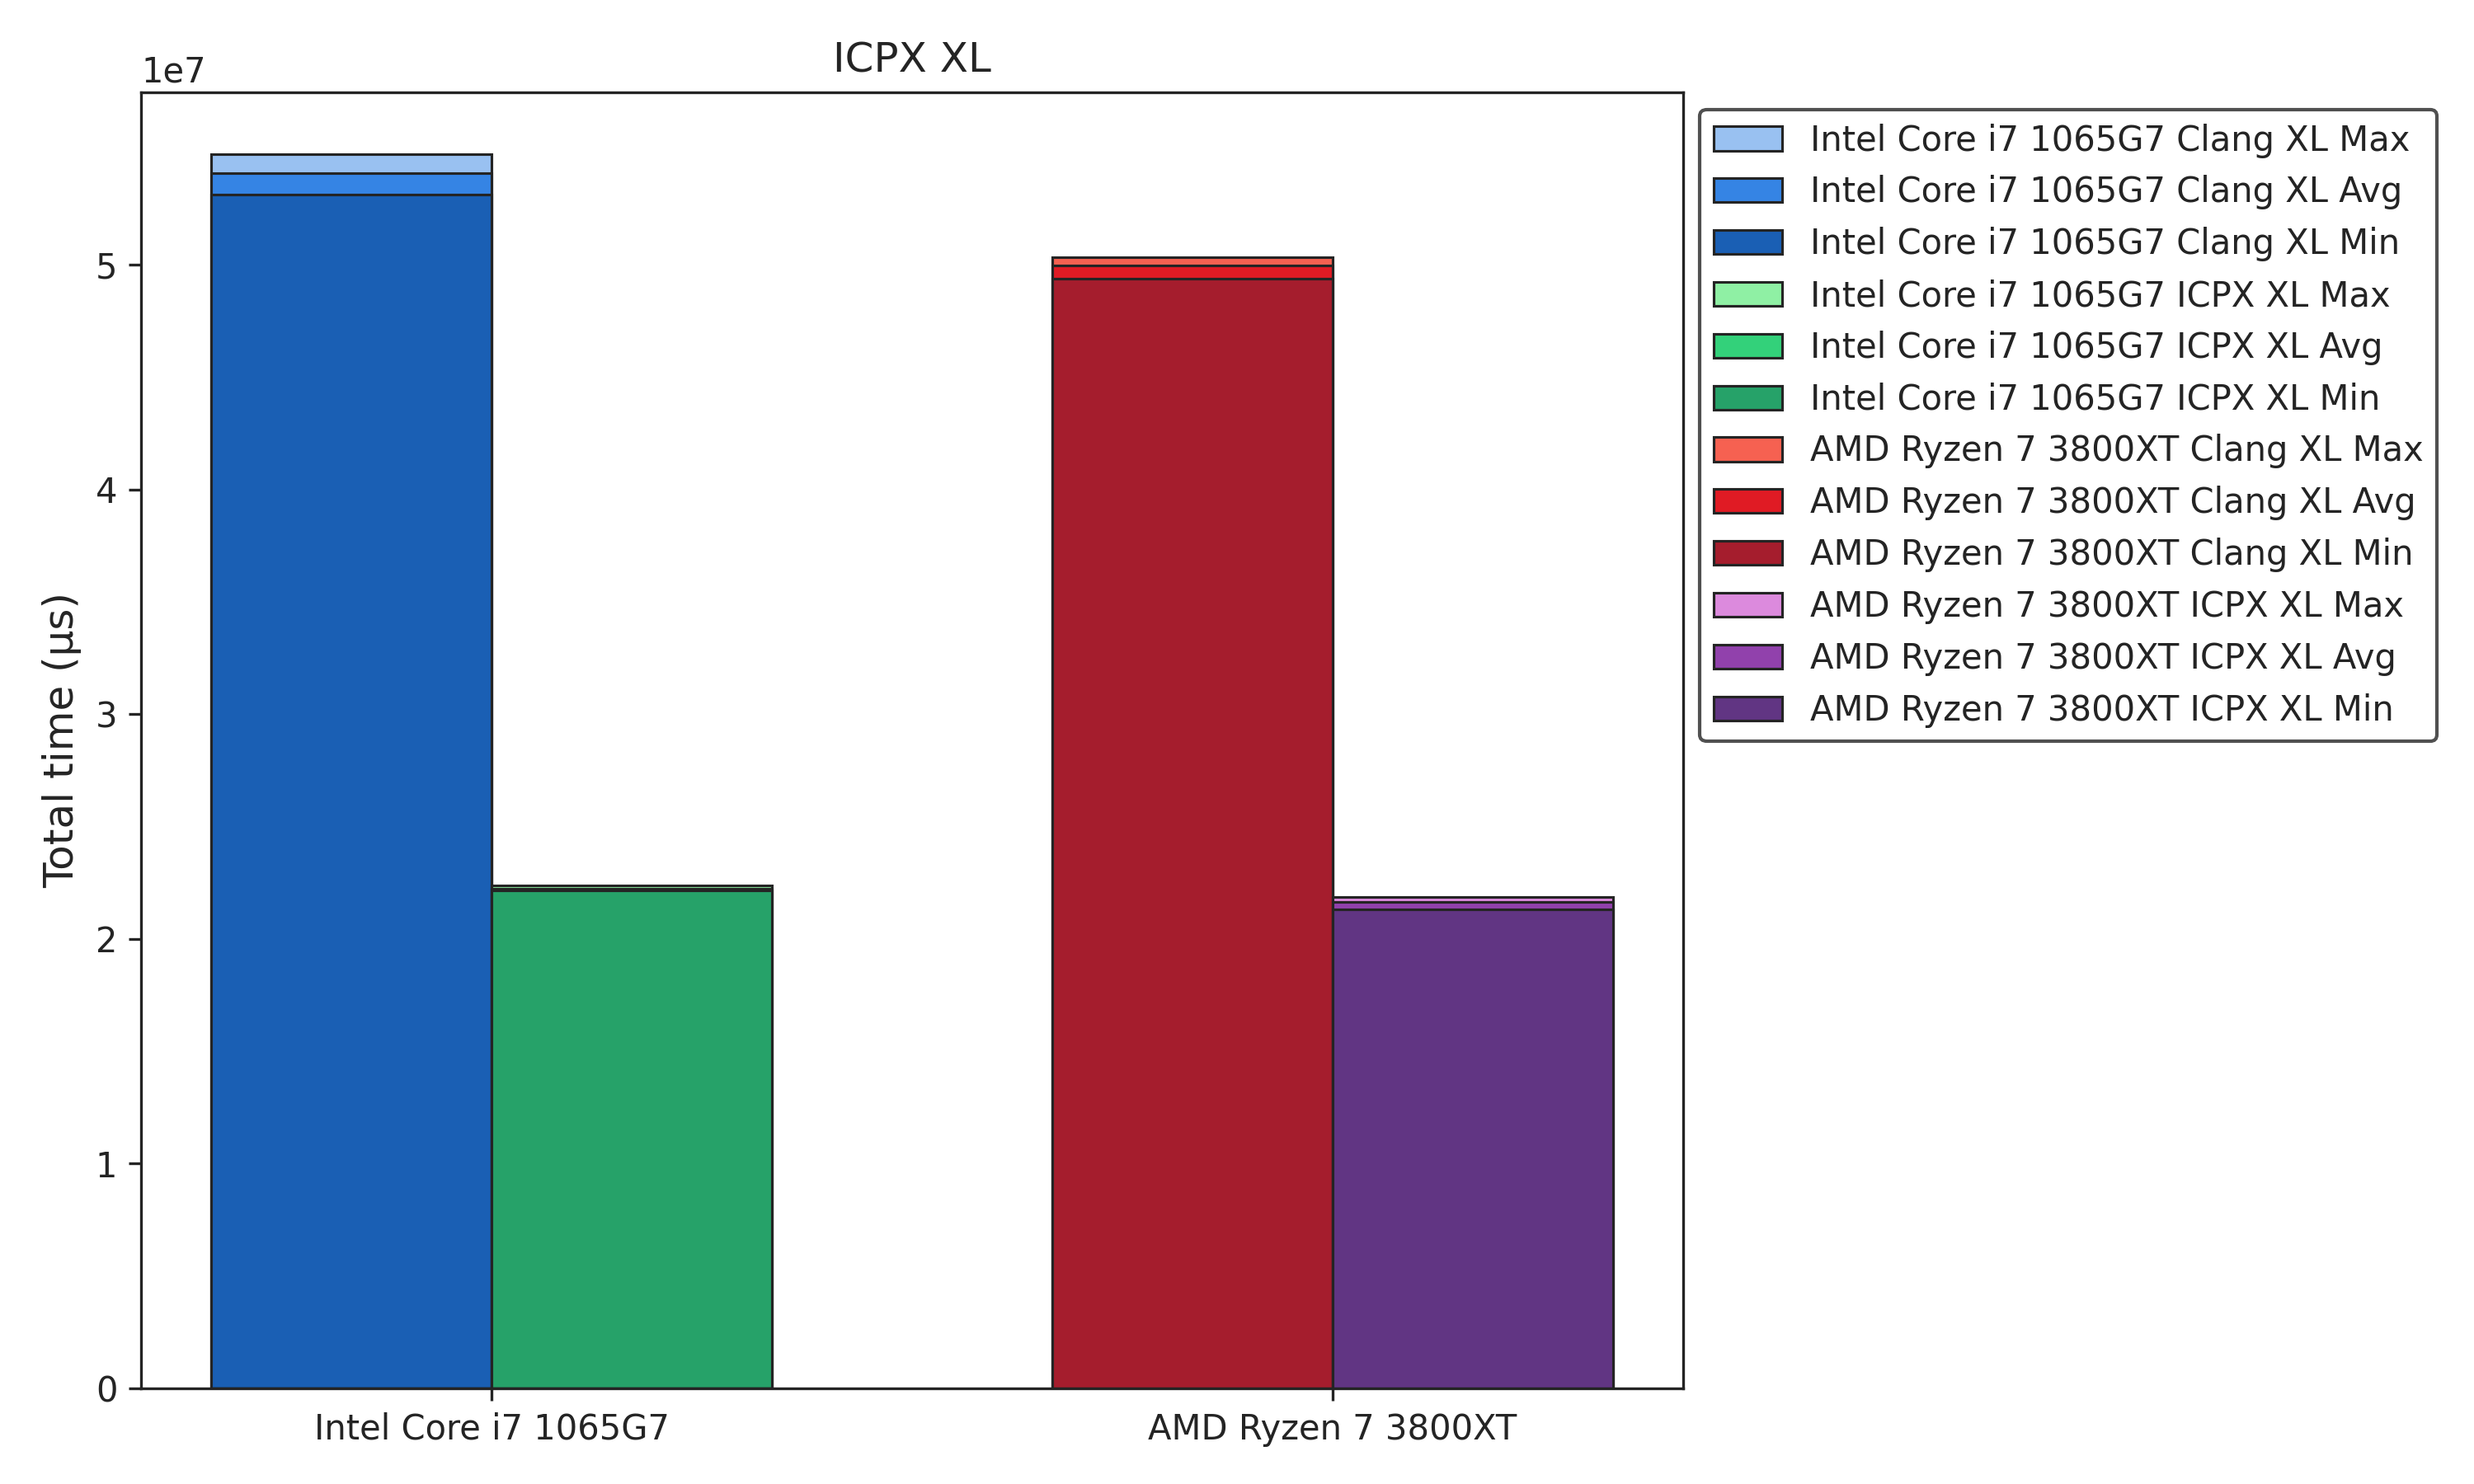 ICPX XL
1e7
5
4
3
2
1
0
Total time (µs)
Intel Core i7 1065G7
AMD Ryzen 7 3800XT
Intel Core i7 1065G7 Clang XL Max
Intel Core i7 1065G7 Clang XL Avg
Intel Core i7 1065G7 Clang XL Min
Intel Core i7 1065G7 ICPX XL Max
Intel Core i7 1065G7 ICPX XL Avg
Intel Core i7 1065G7 ICPX XL Min
AMD Ryzen 7 3800XT Clang XL Max
AMD Ryzen 7 3800XT Clang XL Avg
AMD Ryzen 7 3800XT Clang XL Min
AMD Ryzen 7 3800XT ICPX XL Max
AMD Ryzen 7 3800XT ICPX XL Avg
AMD Ryzen 7 3800XT ICPX XL Min